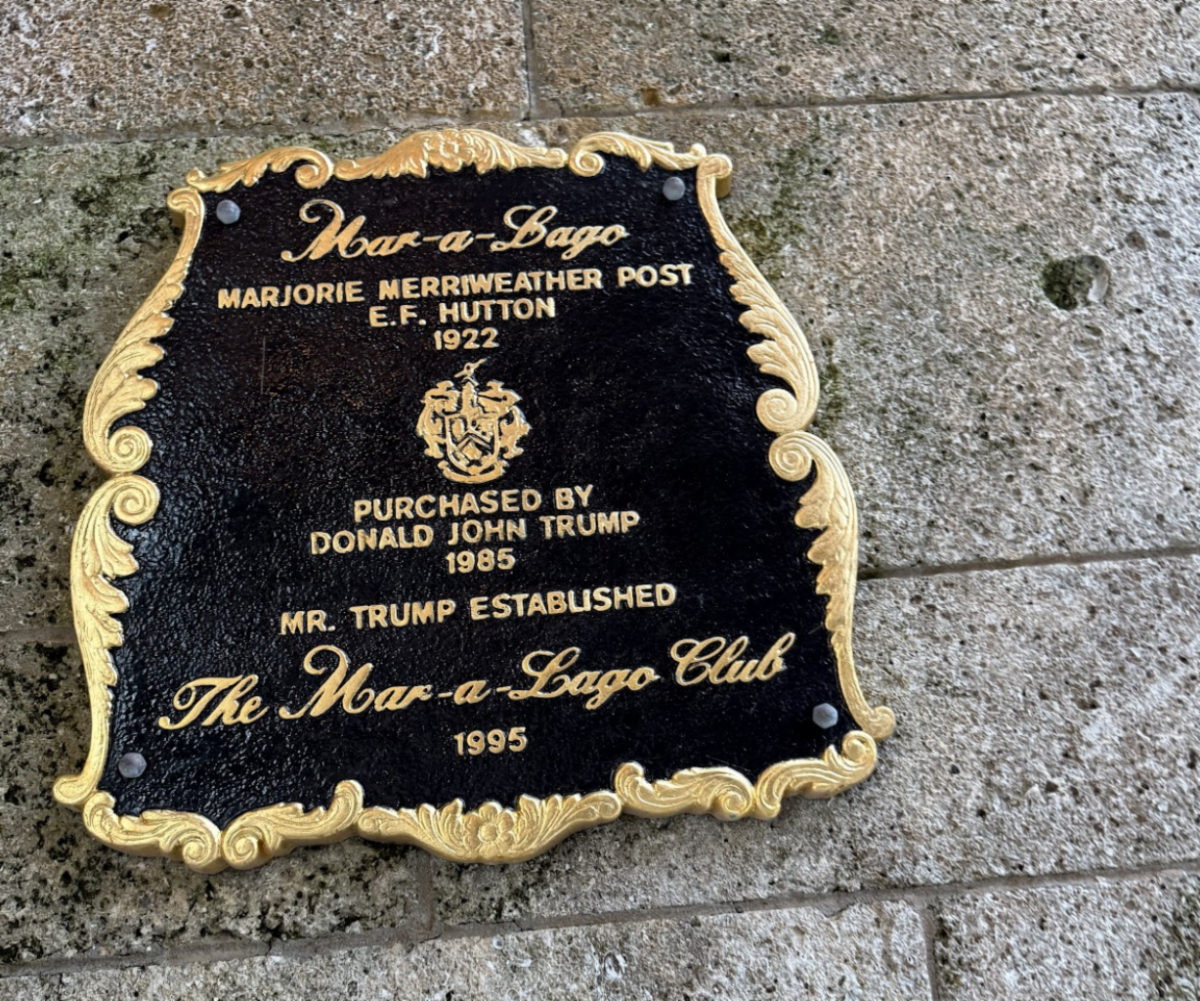 Mar-a-Lago
MARJORIE MERRIWEATHER POST
E.F. HUTTON
1922
PURCHASED BY
DONALD JOHN TRUMP
1985
MR. TRUMP ESTABLISHED
The Mar-a-Lago Club
1995